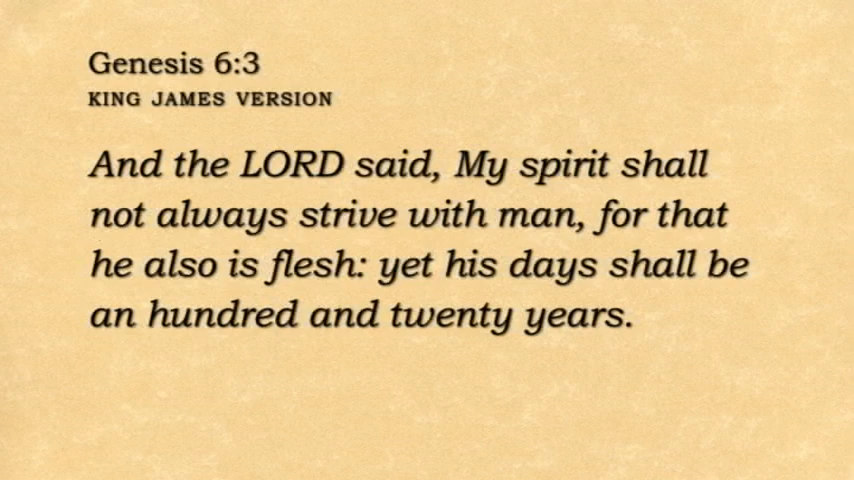 Genesis 6:3
KING JAMES VERSION
And the LORD said, My spirit shall
not always strive with man, for that
he also is flesh: yet his days shall be
an hundred and twenty years.